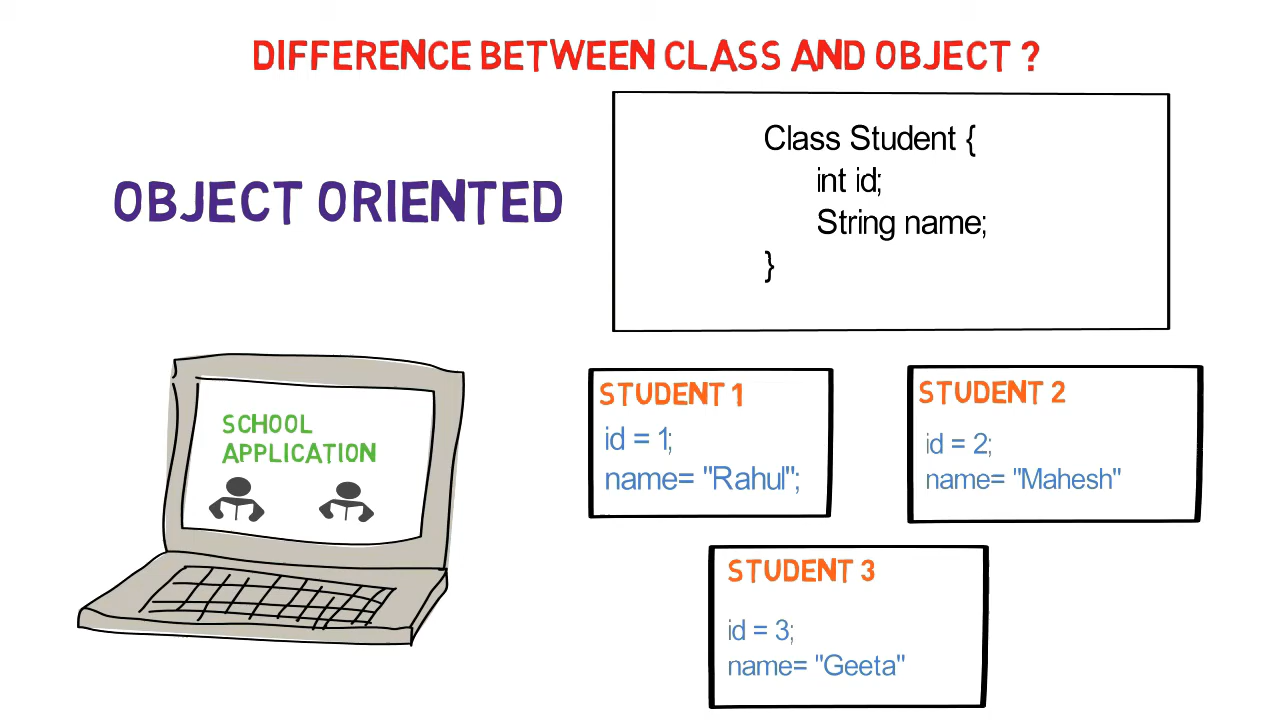 DIFFERENCE BETWEEN CLASS AND OBJECT ?
OBJECT ORIENTED
Class Student {
int id;
String name;
}
SCHOOL
APPLICATION
STUDENT 1
id = 1;
name= "Rahul";
STUDENT 2
id = 2;
name= "Mahesh"
STUDENT 3
id = 3;
name= "Geeta"